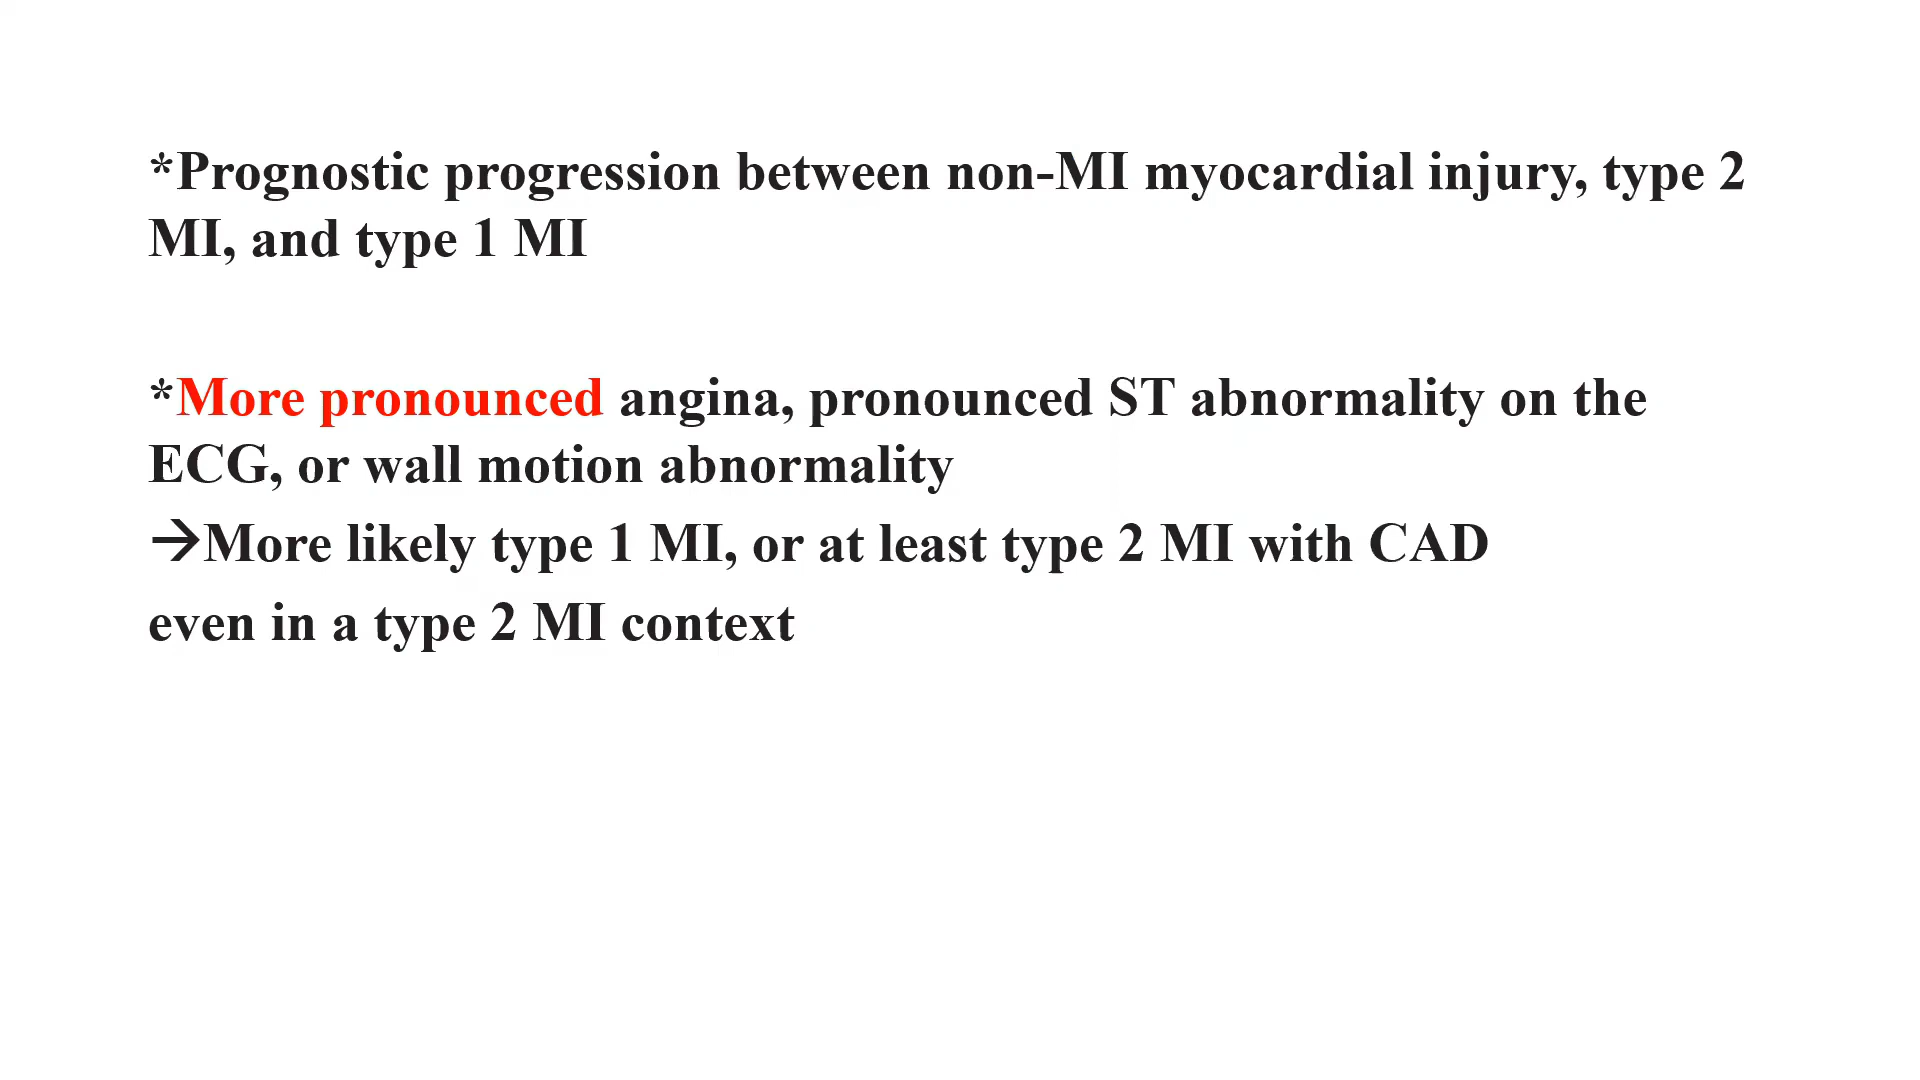 *Prognostic progression between non-MI myocardial injury, type 2
MI, and type 1 MI
*More pronounced angina, pronounced ST abnormality on the
ECG, or wall motion abnormality
→More likely type 1 MI, or at least type 2 MI with CAD
even in a type 2 MI context